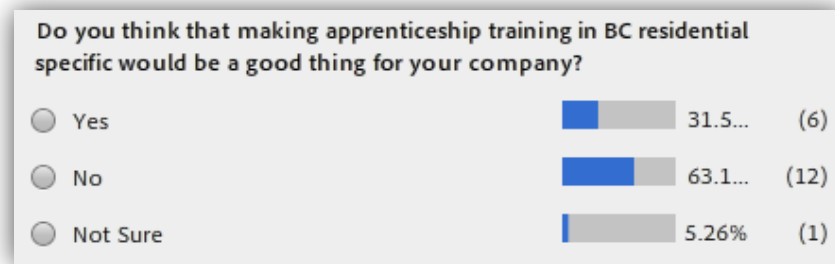 Do you think that making apprenticeship training in BC residential
specific would be a good thing for your company?
Yes 31.5... (6)
No 63.1... (12)
Not Sure 5.26% (1)